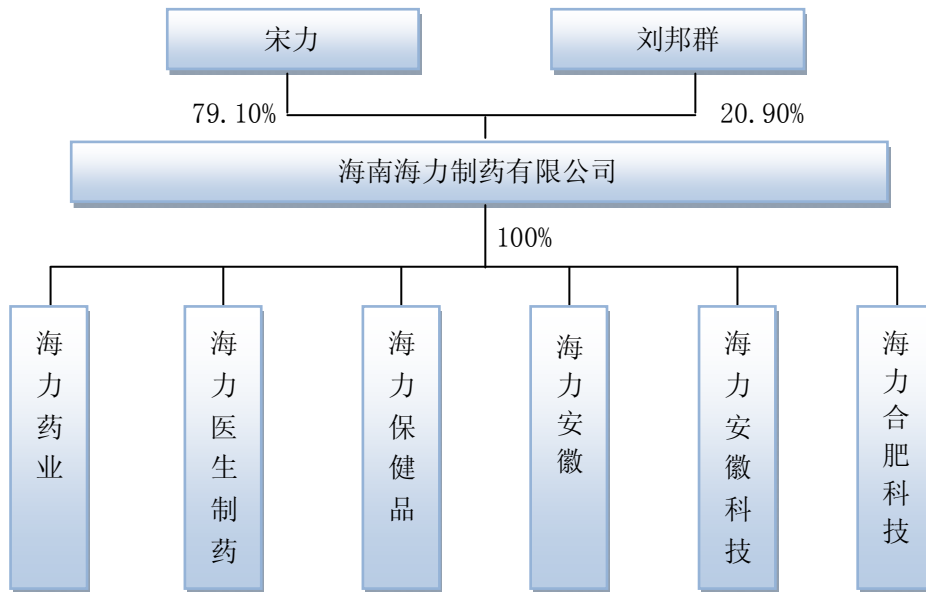 宋力
刘邦群
79.10%
20.90%
海南海力制药有限公司
100%
海力药业
海力医生制药
海力保健品
海力安徽
海力安徽科技
海力合肥科技